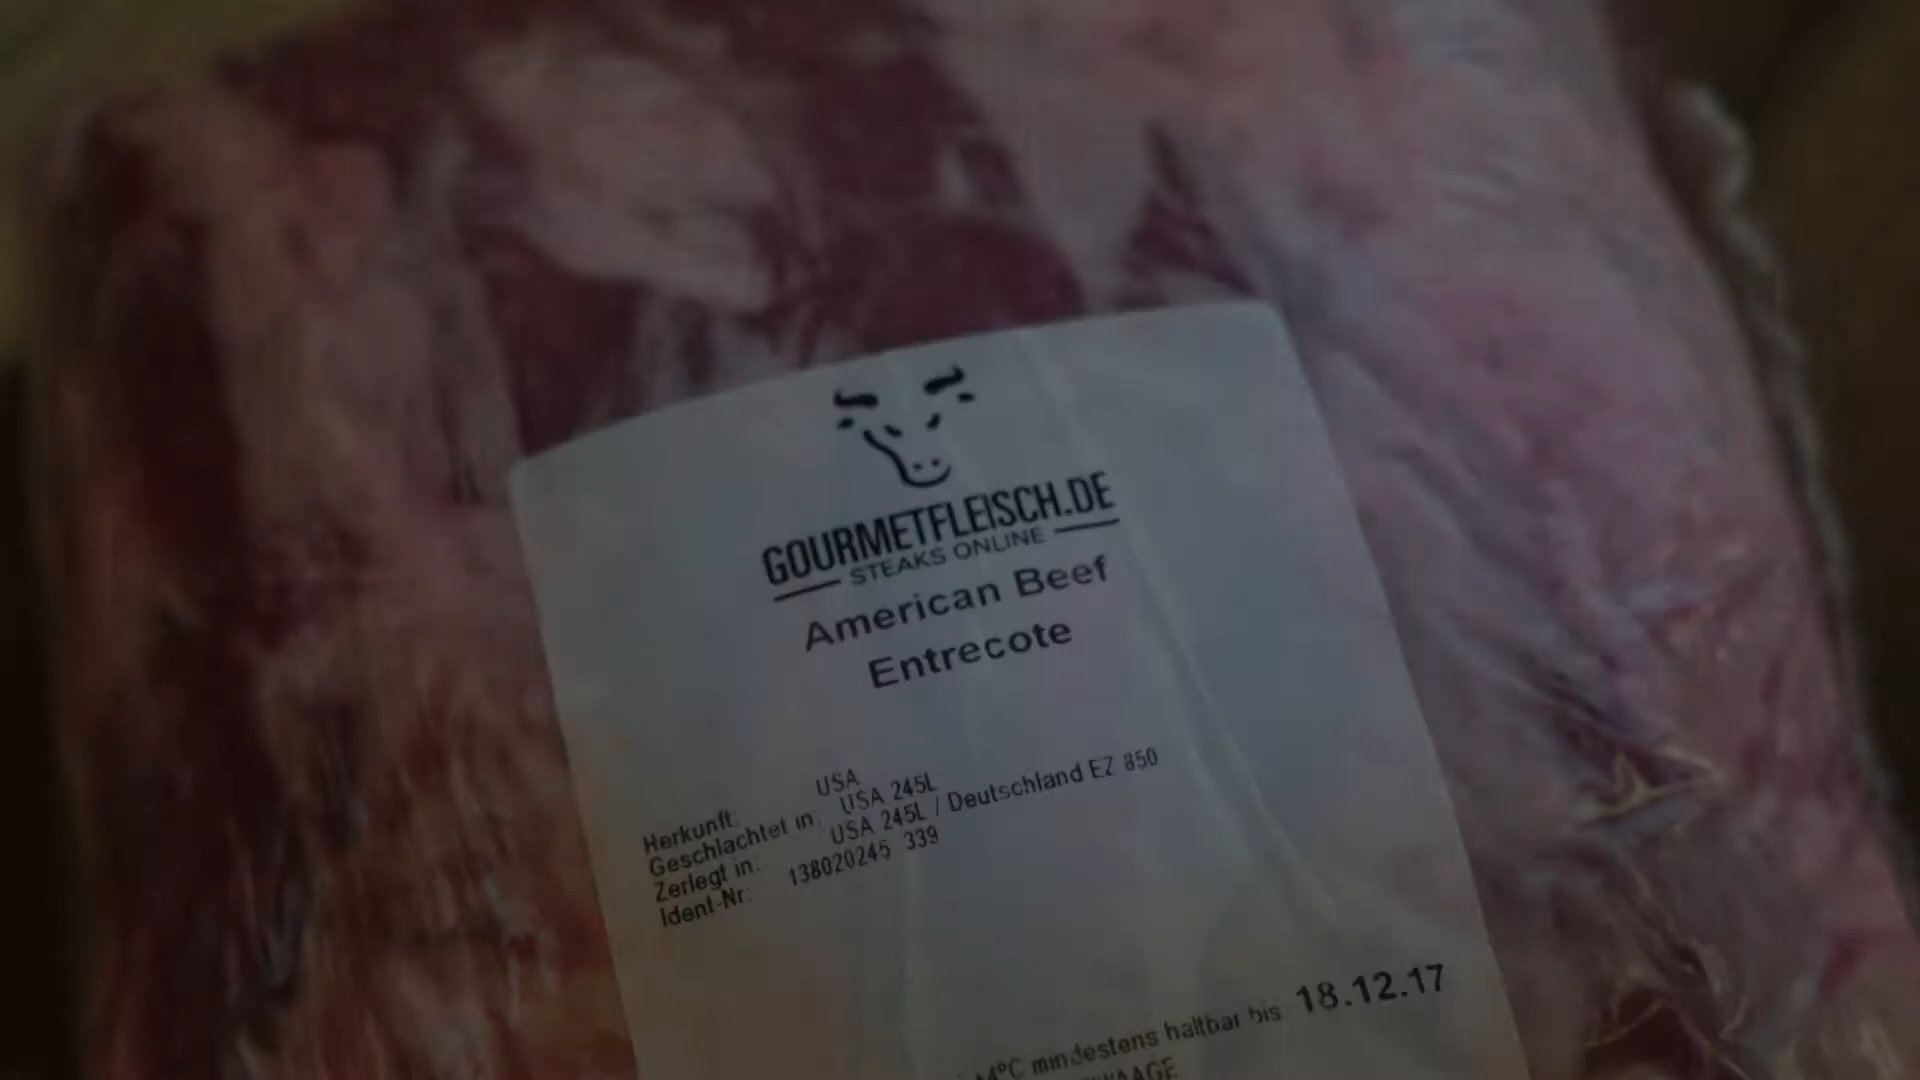 GOURMETFLEISCH.DE
STEAKS ONLINE
American Beef
Entrecote
Herkunft: USA
Geschlachtet in: USA 245L
Zerlegt in: USA 245L / Deutschland EZ 850
Ident-Nr: 138020245 339
4°C mindestens haltbar bis 18.12.17